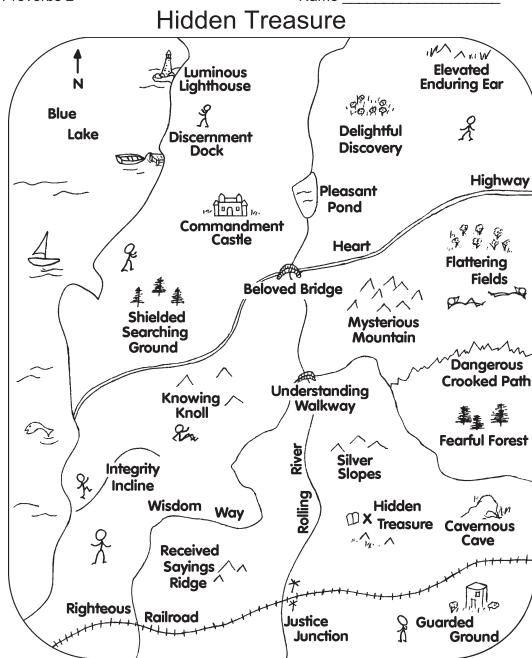 Proverbs 2 Name
Hidden Treasure
N
Luminous
Lighthouse
Elevated
Enduring Ear
Blue
Lake
Discernment
Dock
Delightful
Discovery
Pleasant
Pond
Highway
Commandment
Castle
Heart
Flattering
Fields
Beloved Bridge
Shielded
Searching
Ground
Mysterious
Mountain
Dangerous
Crooked Path
Knowing
Knoll
Understanding
Walkway
Fearful Forest
Integrity
Incline
Silver
Slopes
Rolling River
Wisdom Way
Hidden
X Treasure
Cavernous
Cave
Received
Sayings
Ridge
Righteous Railroad
Justice
Junction
Guarded
Ground